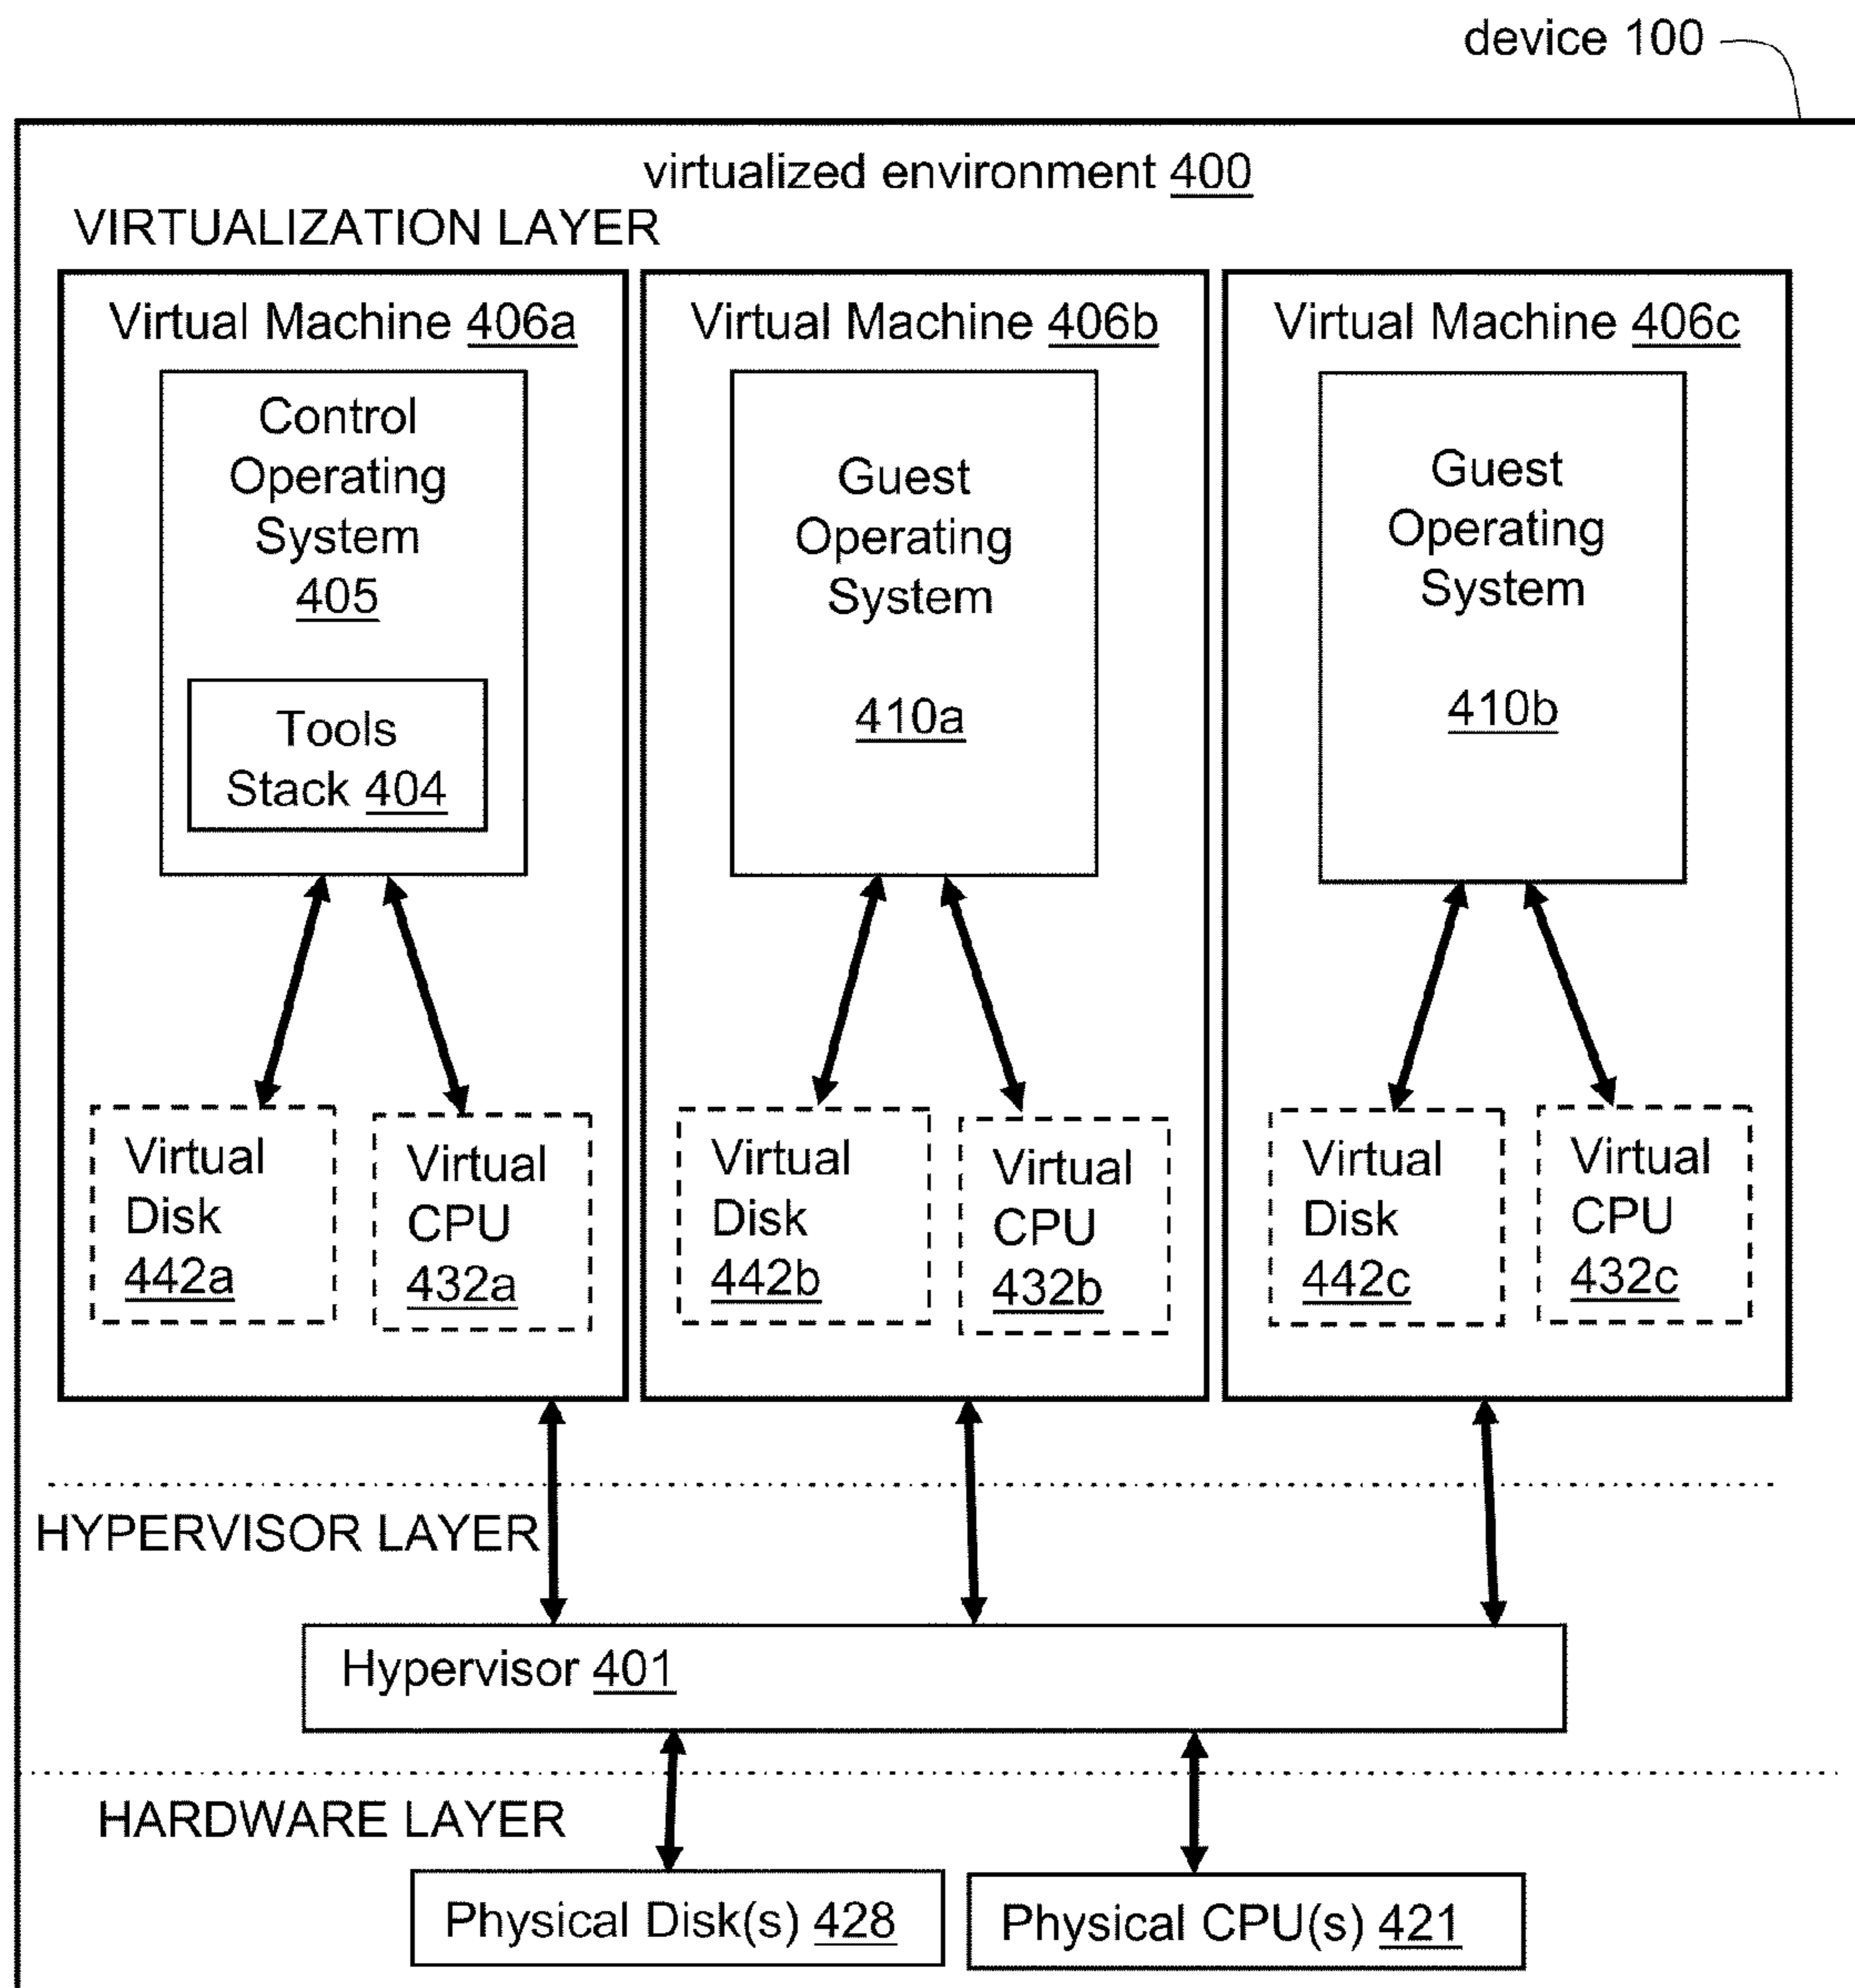 device 100
virtualized environment 400
VIRTUALIZATION LAYER
Virtual Machine 406a
Control
Operating
System
405
Tools
Stack 404
Virtual
Disk
442a
Virtual
CPU
432a
Virtual Machine 406b
Guest
Operating
System
410a
Virtual
Disk
442b
Virtual
CPU
432b
Virtual Machine 406c
Guest
Operating
System
410b
Virtual
Disk
442c
Virtual
CPU
432c
HYPERVISOR LAYER
Hypervisor 401
HARDWARE LAYER
Physical Disk(s) 428
Physical CPU(s) 421